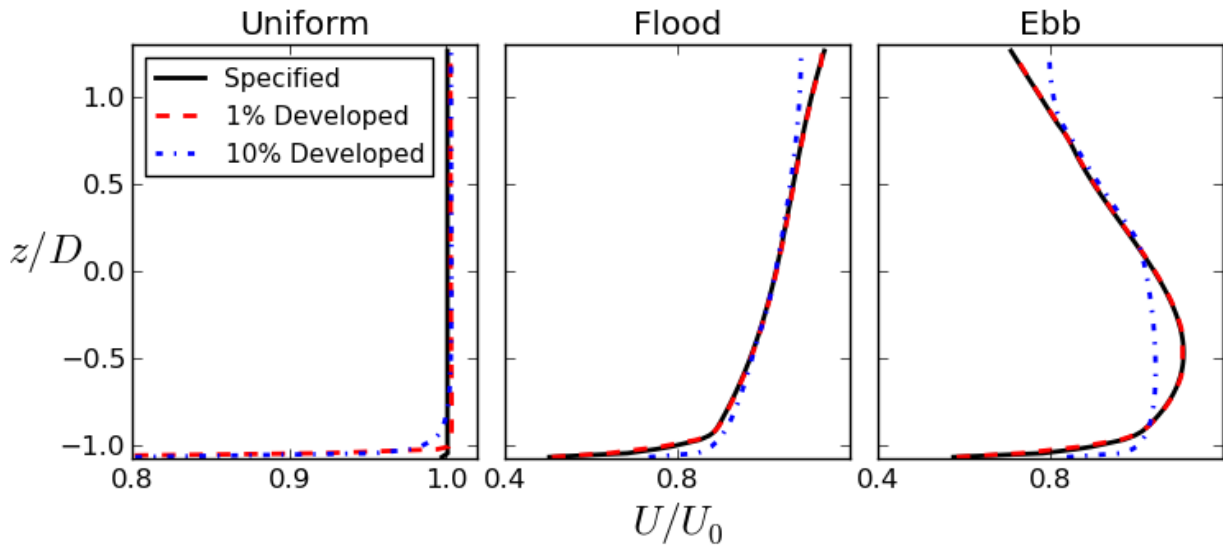 Uniform
Flood
Ebb
Specified
1% Developed
10% Developed
1.0
0.5
0.0
−0.5
−1.0
z/D
0.8
0.9
1.0
0.4
0.8
0.4
0.8
U/U₀